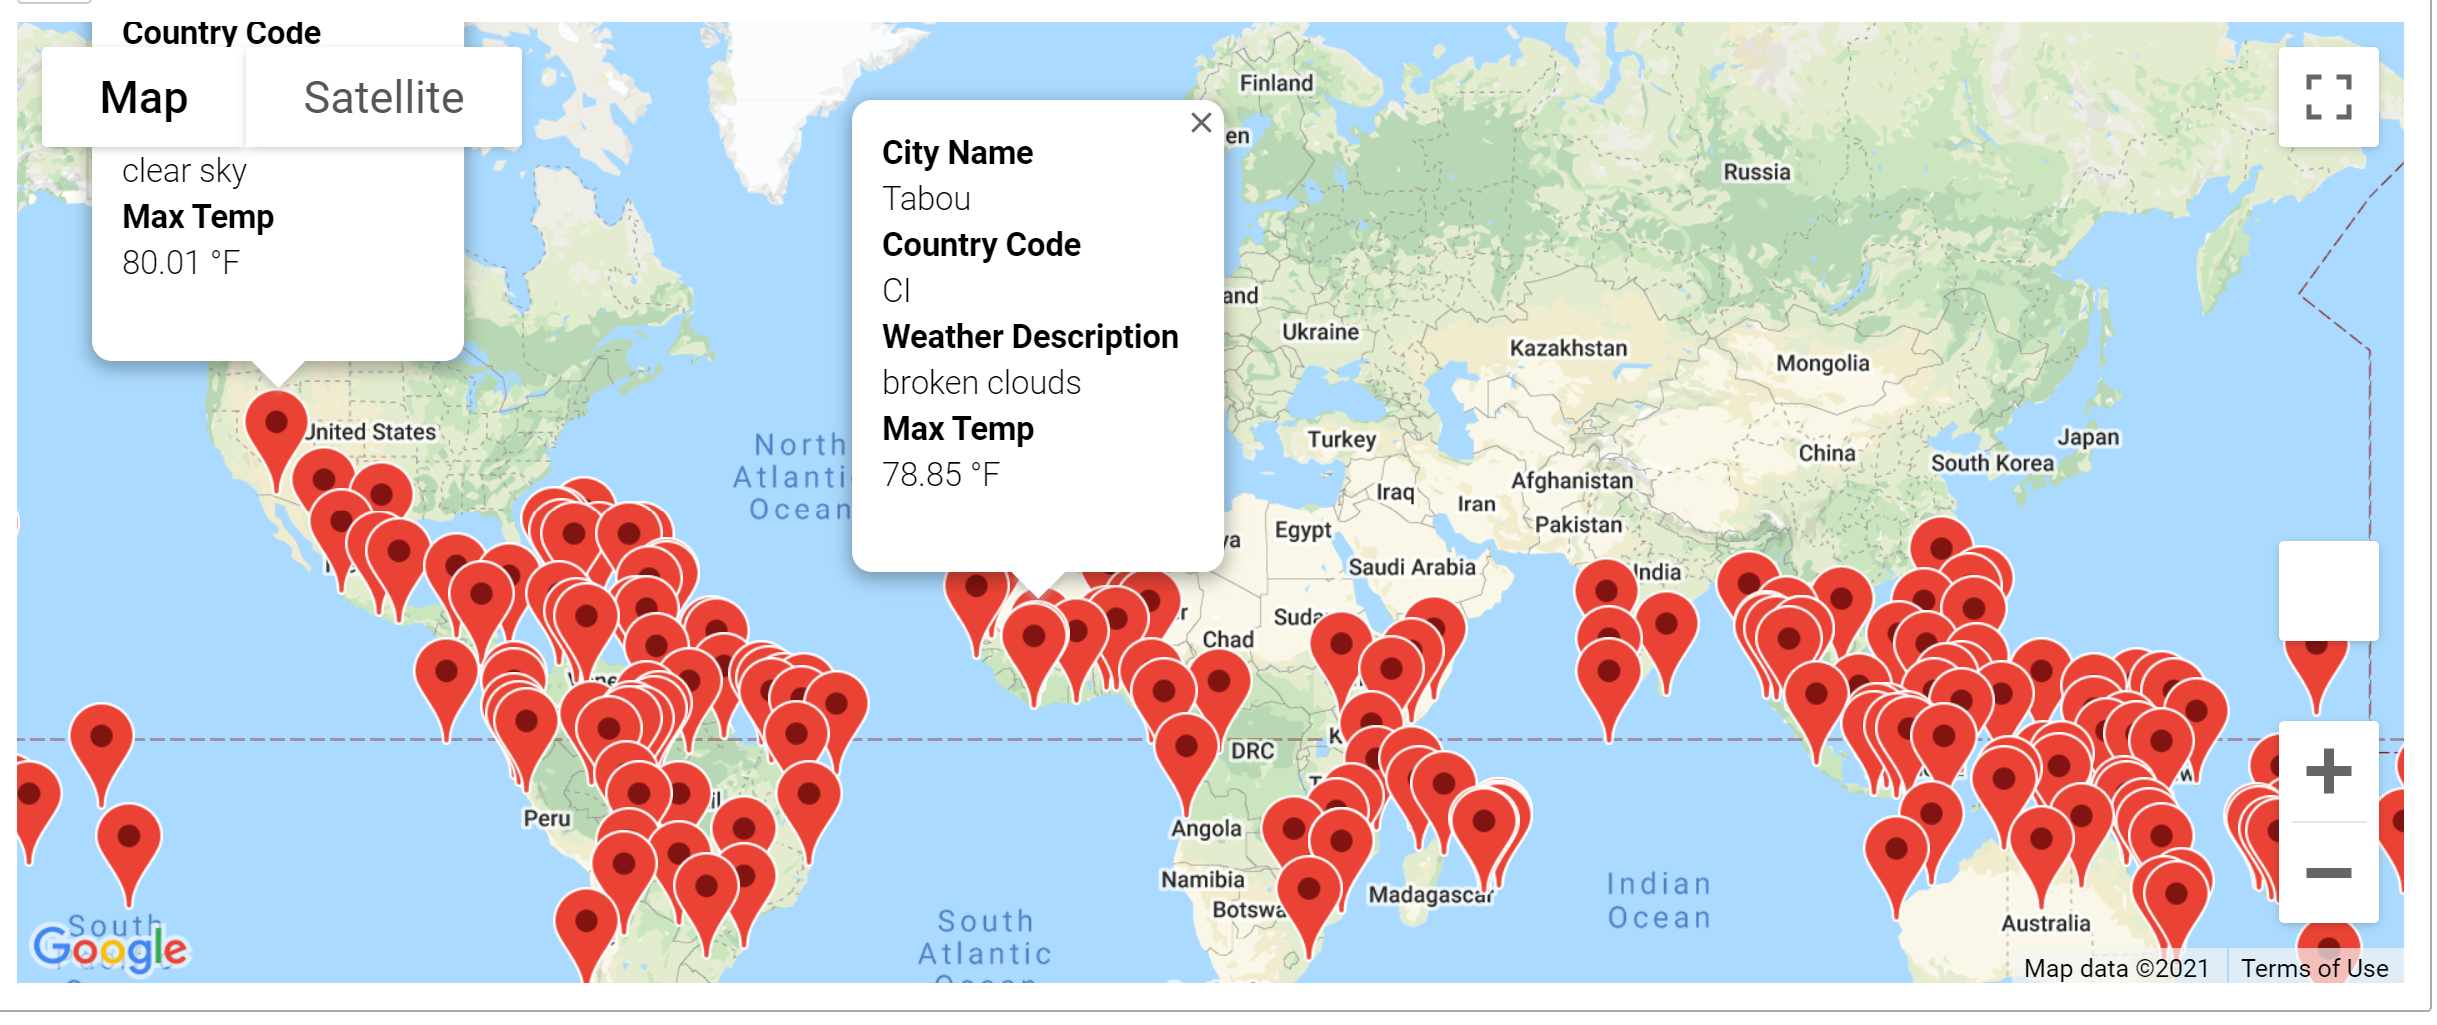 Country Code
Map
Satellite
clear sky
Max Temp
80.01 °F
City Name
Tabou
Country Code
CI
Weather Description
broken clouds
Max Temp
78.85 °F
Finland
Russia
Ukraine
Kazakhstan
Mongolia
United States
North
Atlanti
Ocean
Turkey
China
Japan
South Korea
Afghanistan
Iraq
Iran
Pakistan
Egypt
Saudi Arabia
India
Chad
DRC
Peru
Angola
Namibia
Madagascar
Indian
Ocean
South
Atlantic
Ocean
South
Australia
Google
Map data ©2021
Terms of Use